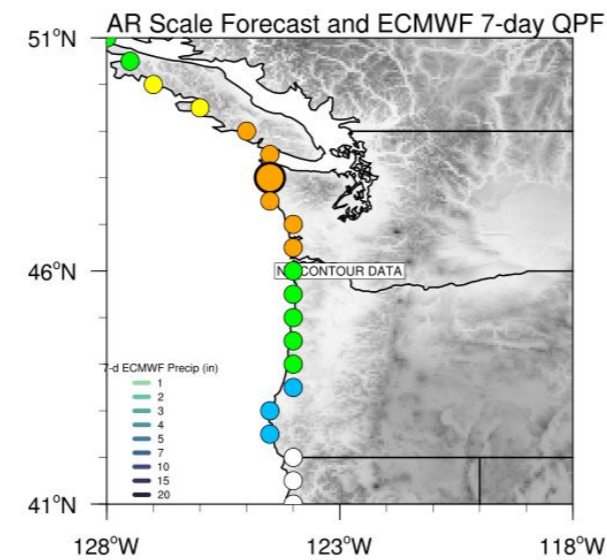 AR Scale Forecast and ECMWF 7-day QPF
51°N
46°N
CONTOUR DATA
7-d ECMWF Precip (in)
1
2
3
4
5
7
10
15
20
41°N
128°W 123°W 118°W